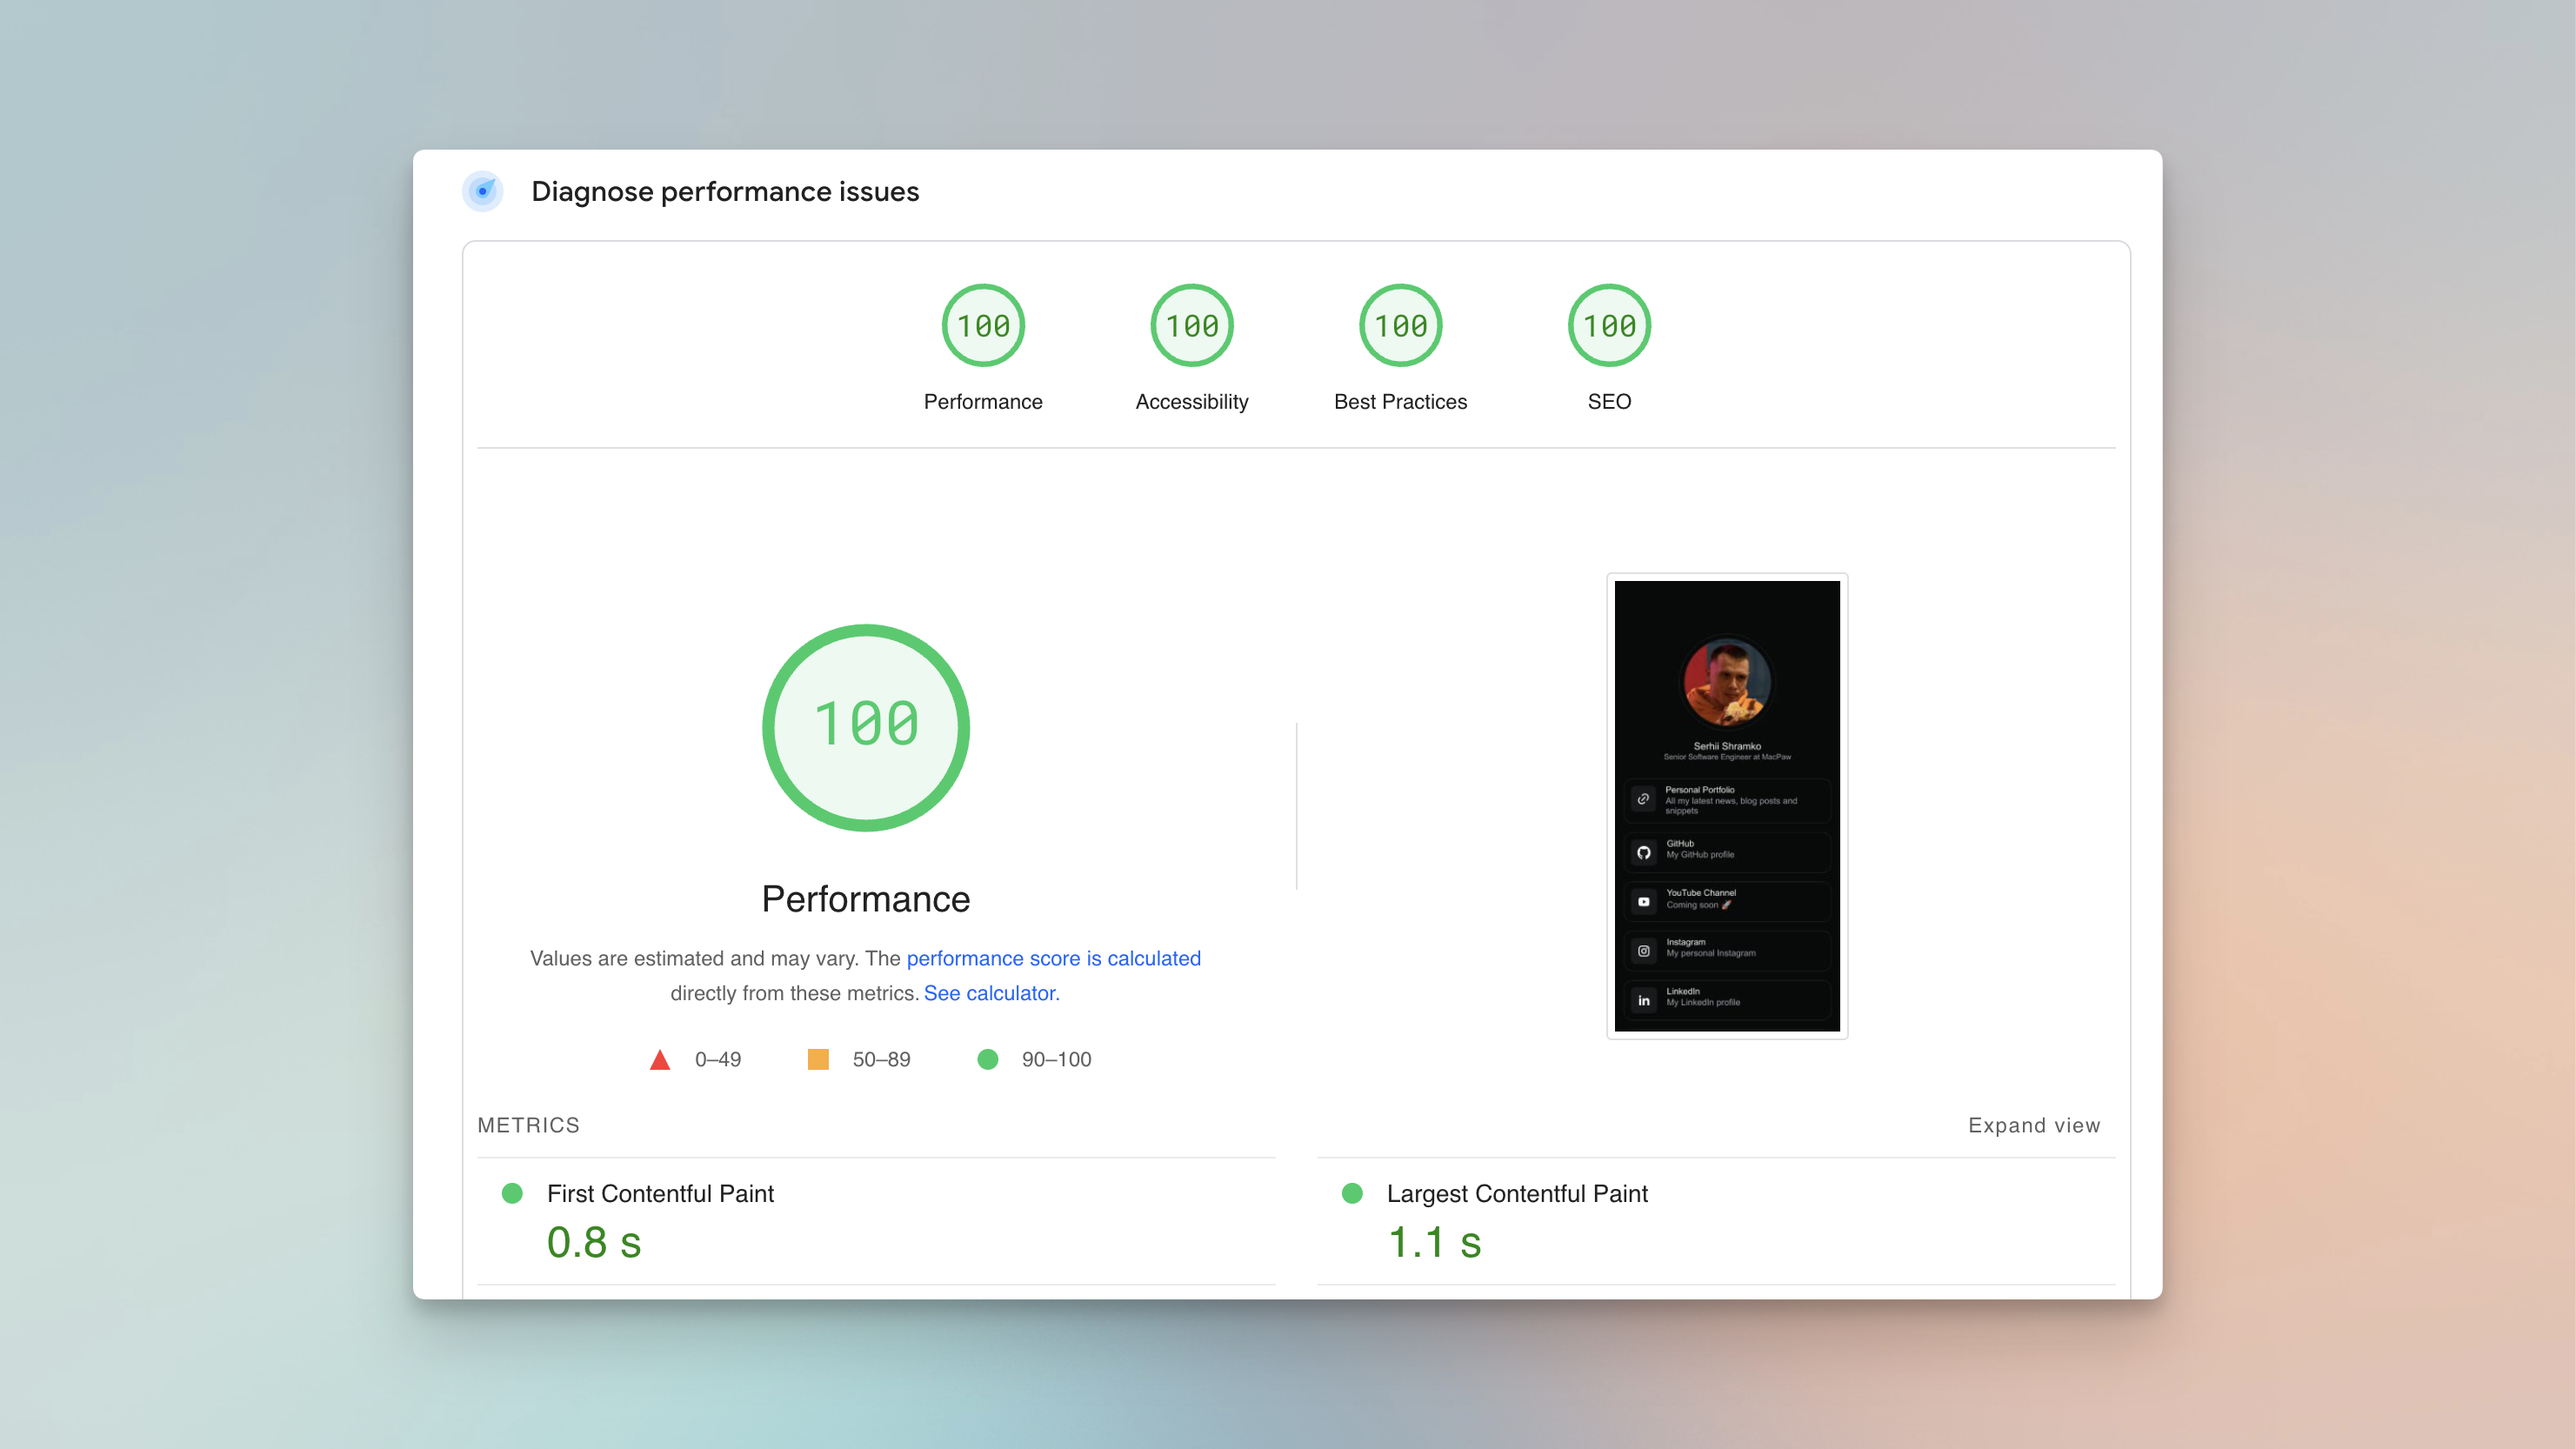 Diagnose performance issues
100
100
100
100
Performance
Accessibility
Best Practices
SEO
100
Performance
Values are estimated and may vary. The performance score is calculated
directly from these metrics. See calculator.
0–49
50–89
90–100
Serhii Shramko
Senior Software Engineer at MacPaw
Personal Portfolio
All my latest news, blog posts and
snippets
GitHub
My GitHub profile
YouTube Channel
Coming soon 🚀
Instagram
My personal Instagram
LinkedIn
My LinkedIn profile
METRICS
Expand view
First Contentful Paint
0.8 s
Largest Contentful Paint
1.1 s